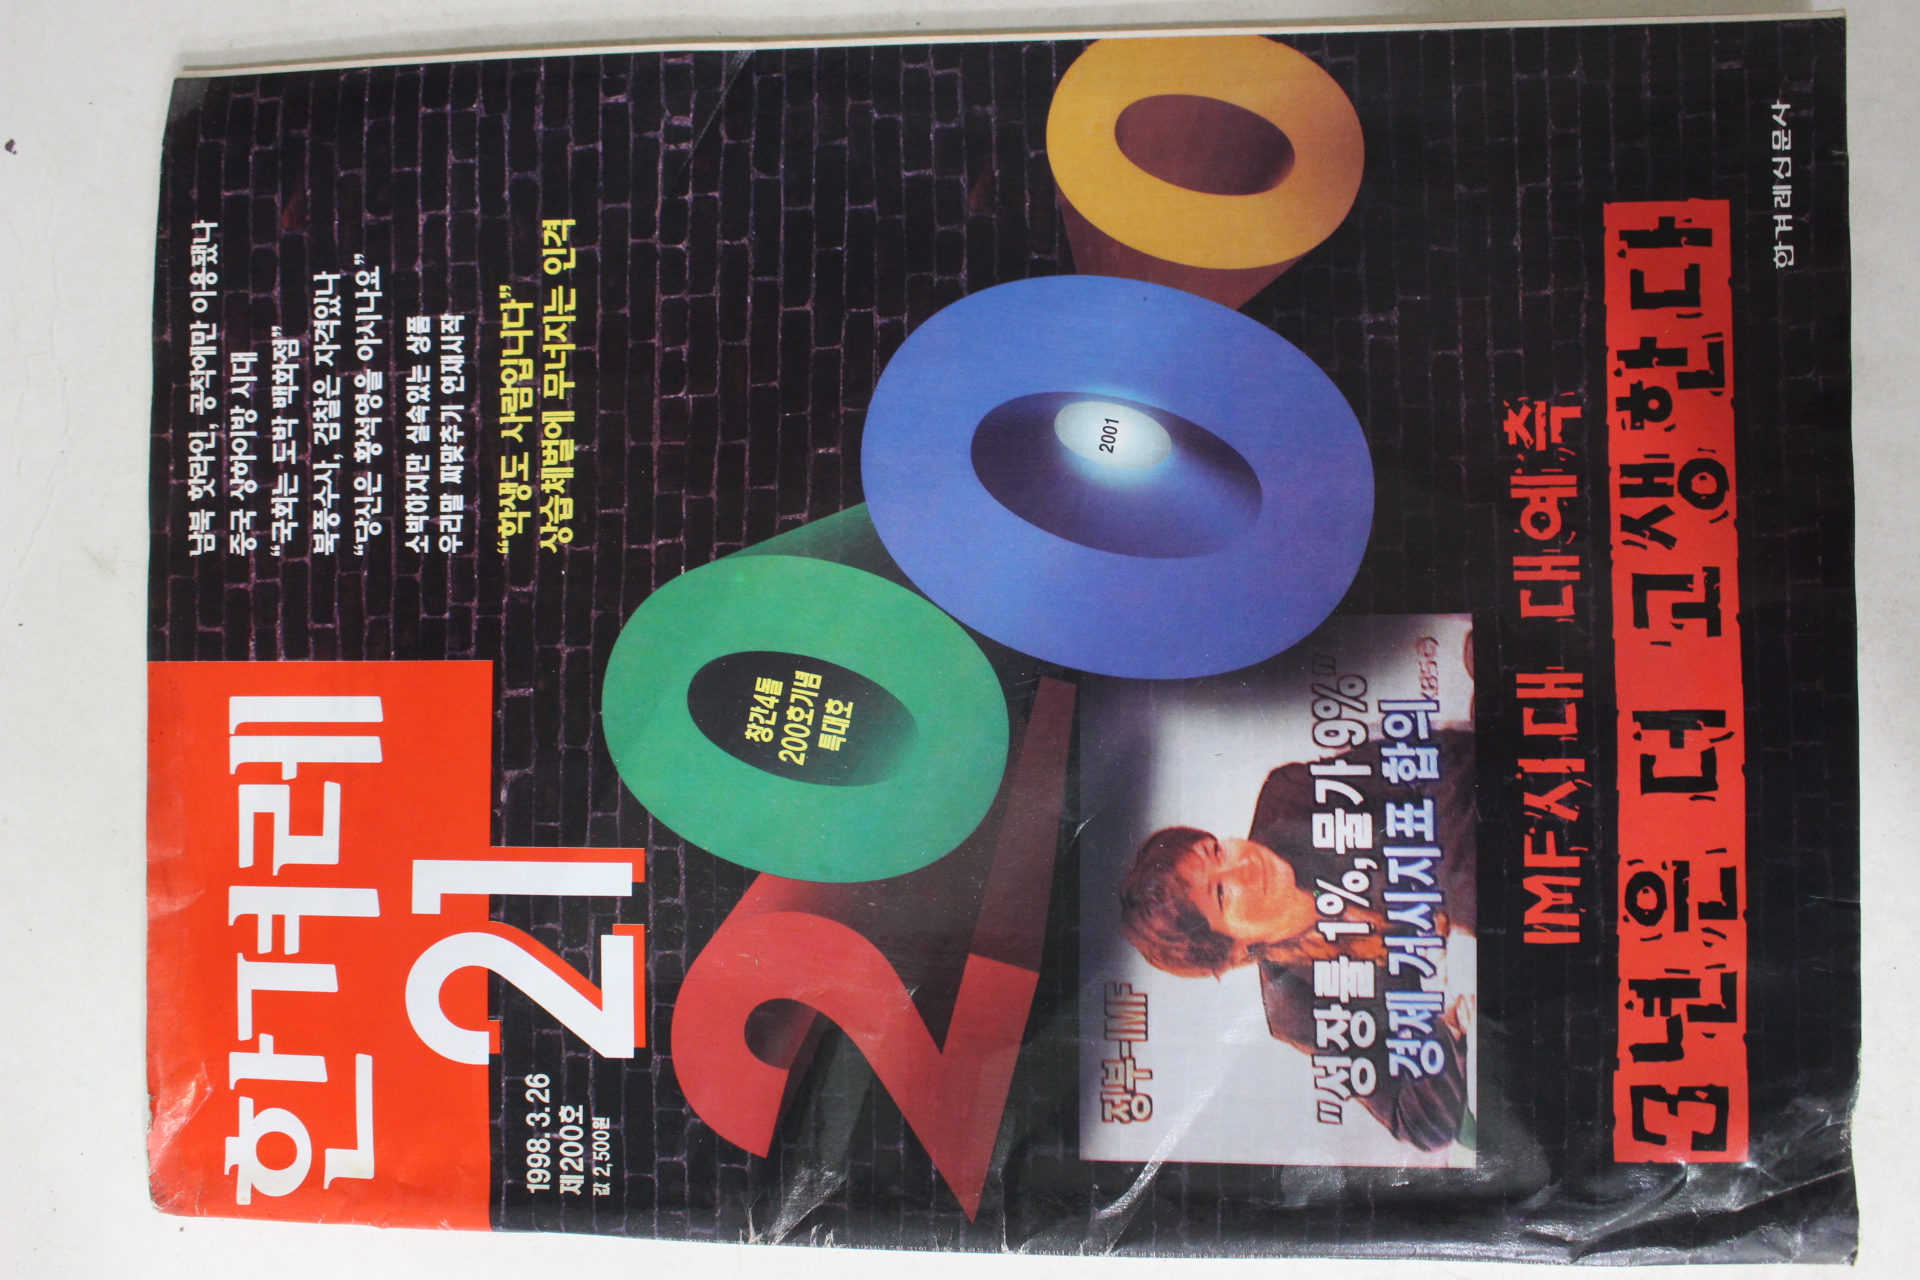 한겨레
21
1998.3.26
제200호
값 2,500원
남북 핫라인, 공작에만 이용됐나
중국 상하이방 시대
“국회는 도박 백화점”
북풍수사, 검찰은 자격있나
“당신은 황석영을 아시나요”
소박하지만 실속있는 상품
우리말 짜맞추기 연재시작
“학생도 사람입니다”
상습체벌에 무너지는 인격
2000
창간4돌
200호기념
특대호
2001
정부-IMF
"성장률 1%,물가 9%"
경제 거시지표 합의
KBS
IMF시대 대예측
3년은 더 고생한다
한겨레신문사